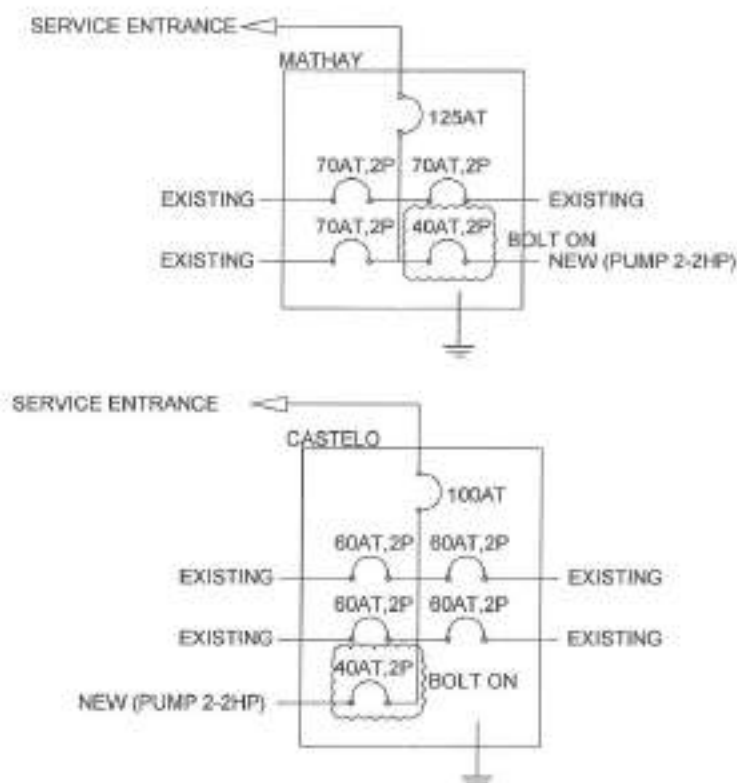 SERVICE ENTRANCE
MATHAY
125AT
70AT,2P 70AT,2P
EXISTING EXISTING
70AT,2P 40AT,2P BOLT ON
EXISTING NEW (PUMP 2-2HP)
SERVICE ENTRANCE
CASTELO
100AT
60AT,2P 60AT,2P
EXISTING EXISTING
60AT,2P 60AT,2P
EXISTING EXISTING
40AT,2P BOLT ON
NEW (PUMP 2-2HP)